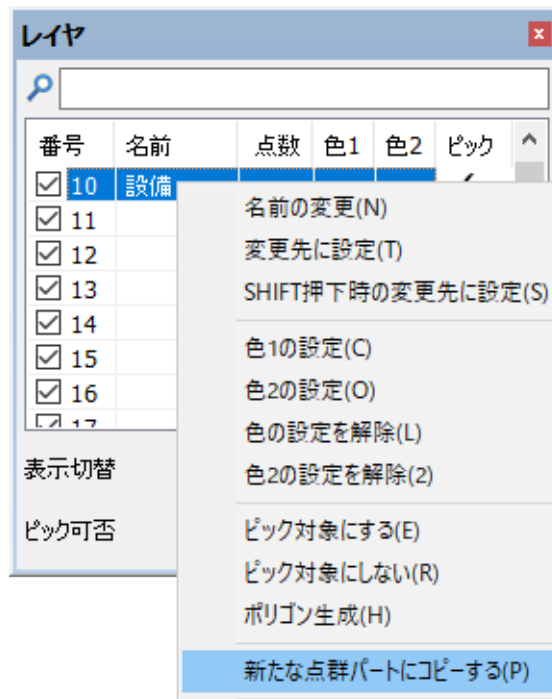 レイヤ
番号 名前 点数 色1 色2 ピック
10 設備
11
12
13
14
15
16
17
表示切替
ピック可否
名前の変更(N)
変更先に設定(T)
SHIFT押下時の変更先に設定(S)
色1の設定(C)
色2の設定(O)
色の設定を解除(L)
色2の設定を解除(2)
ピック対象にする(E)
ピック対象にしない(R)
ポリゴン生成(H)
新たな点群パートにコピーする(P)